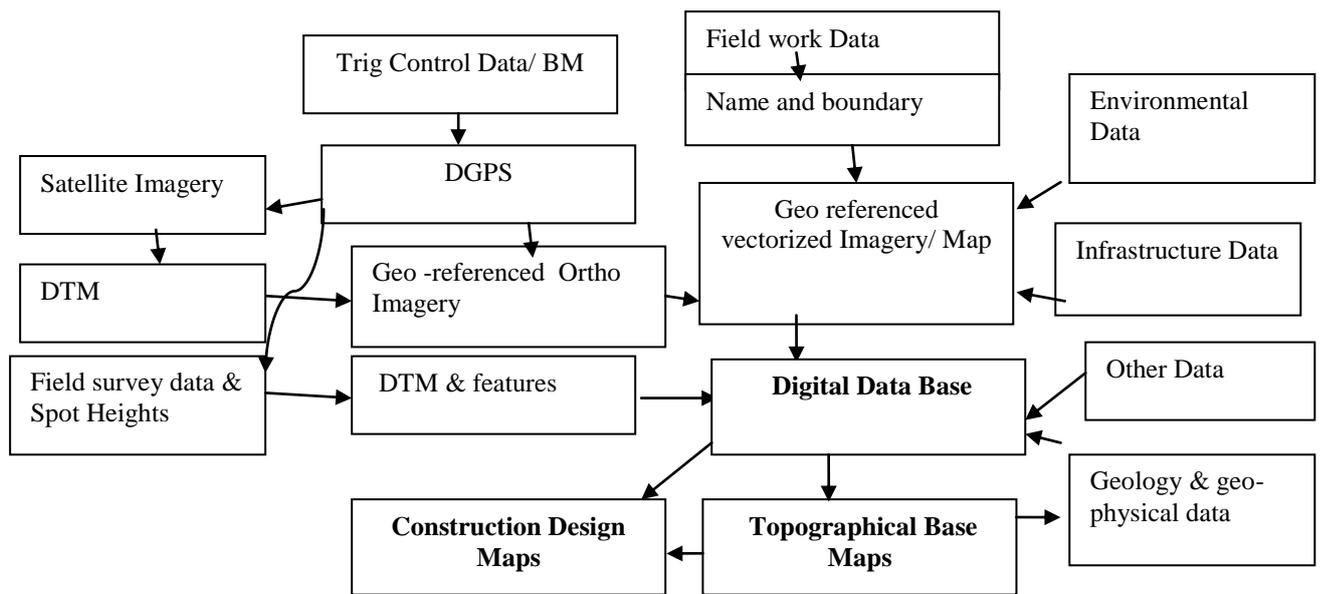 Field work Data
Trig Control Data/ BM
Name and boundary
Environmental
Data
DGPS
Satellite Imagery
Geo referenced
vectorized Imagery/ Map
Infrastructure Data
DTM
Geo -referenced  Ortho
Imagery
Field survey data &
Spot Heights
DTM & features
Digital Data Base
Other Data
Geology & geo-
physical data
Construction Design
Maps
Topographical Base
Maps